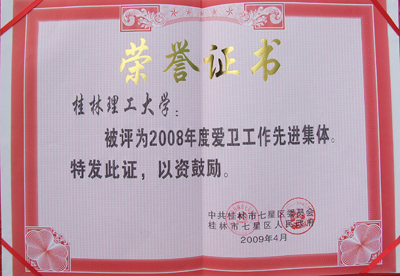 荣誉证书
桂林理工大学：
被评为2008年度爱卫工作先进集体。
特发此证，以资鼓励。
中共桂林市七星区委员会
桂林市七星区人民政府
2009年4月